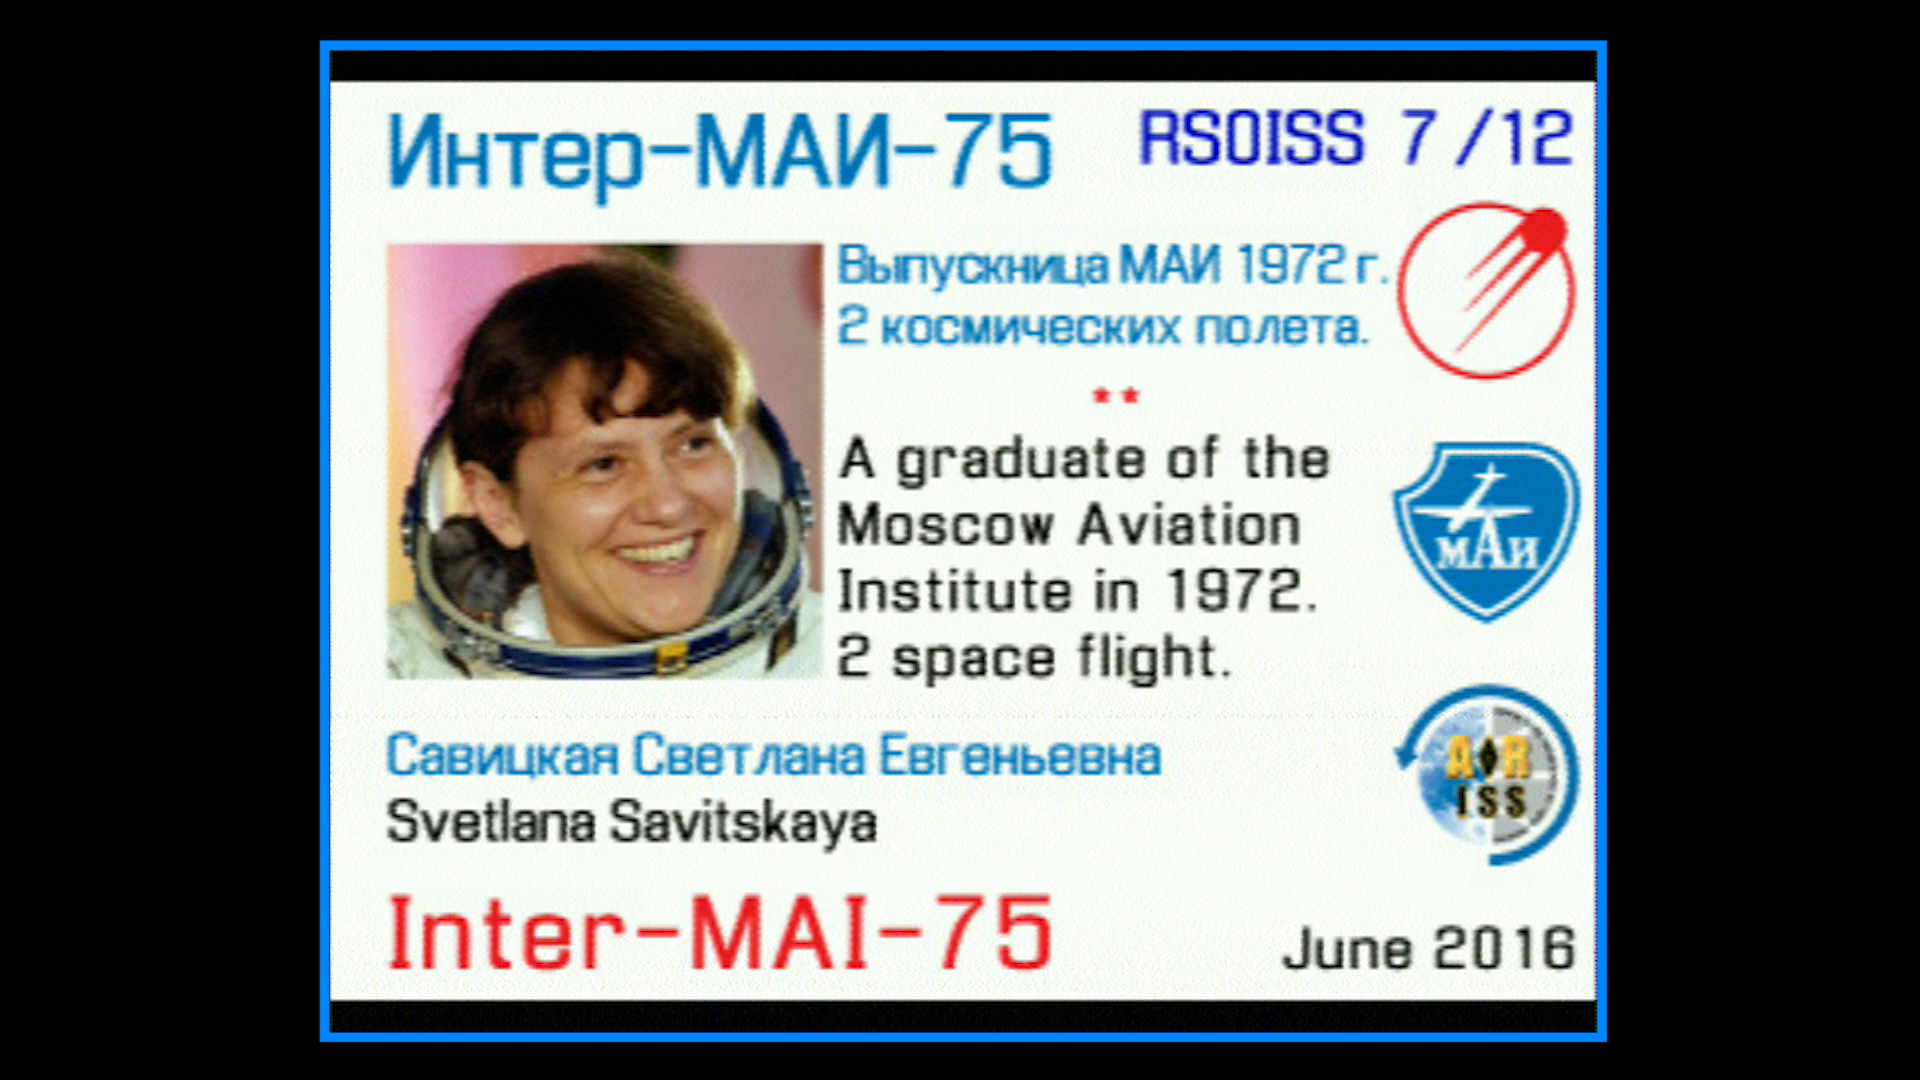 Интер-МАИ-75
RS0ISS 7 /12
Выпускница МАИ 1972 г.
2 космических полета.
**
A graduate of the
Moscow Aviation
Institute in 1972.
2 space flight.
МАИ
Савицкая Светлана Евгеньевна
Svetlana Savitskaya
ARISS
Inter-MAI-75
June 2016